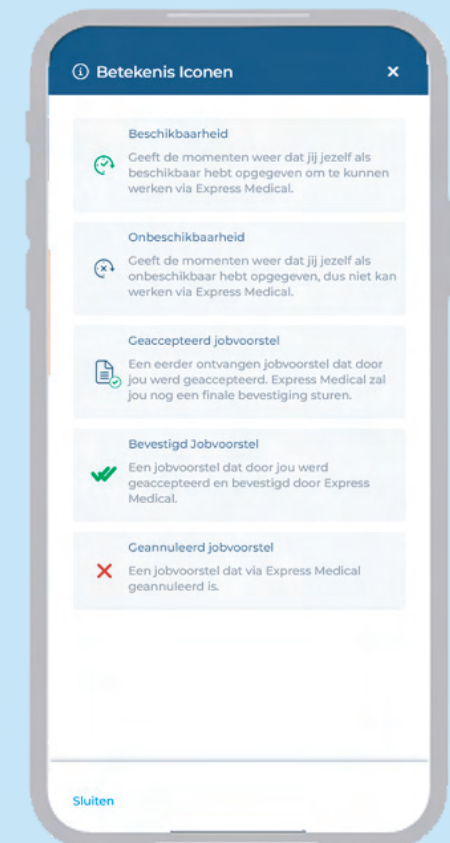 Betekenis Iconen
Beschikbaarheid
Geeft de momenten weer dat jij jezelf als
beschikbaar hebt opgegeven om te kunnen
werken via Express Medical.
Onbeschikbaarheid
Geeft de momenten weer dat jij jezelf als
onbeschikbaar hebt opgegeven, dus niet kan
werken via Express Medical.
Geaccepteerd jobvoorstel
Een eerder ontvangen jobvoorstel dat door
jou werd geaccepteerd. Express Medical zal
jou nog een finale bevestiging sturen.
Bevestigd Jobvoorstel
Een jobvoorstel dat door jou werd
geaccepteerd en bevestigd door Express
Medical.
Geannuleerd jobvoorstel
Een jobvoorstel dat via Express Medical
geannuleerd is.
Sluiten